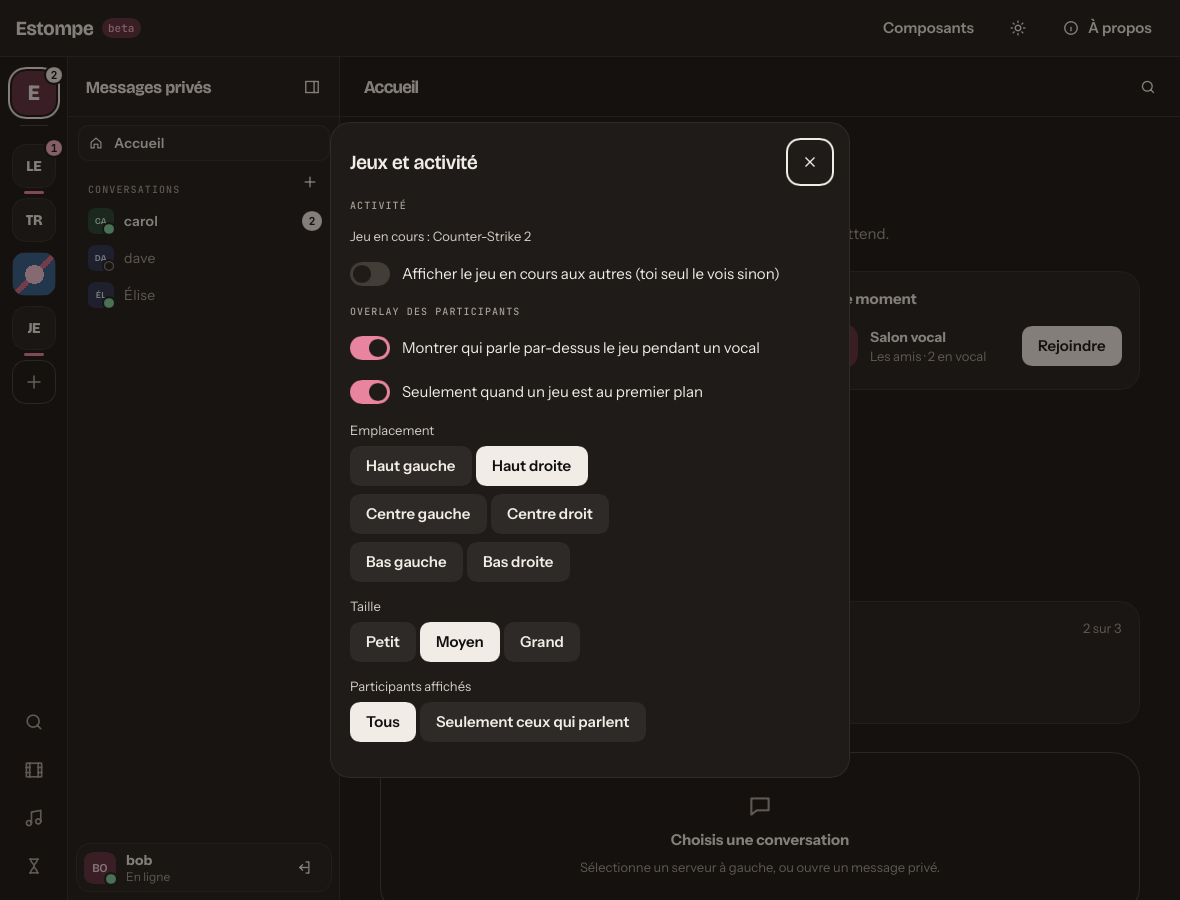 Estompe beta
Composants
À propos
E
2
Messages privés
Accueil
Accueil
LE
1
TR
JE
CONVERSATIONS
CA carol 2
DA dave
ÉL Élise
Jeux et activité
ACTIVITÉ
Jeu en cours : Counter-Strike 2
Afficher le jeu en cours aux autres (toi seul le vois sinon)
OVERLAY DES PARTICIPANTS
Montrer qui parle par-dessus le jeu pendant un vocal
Seulement quand un jeu est au premier plan
Emplacement
Haut gauche Haut droite
Centre gauche Centre droit
Bas gauche Bas droite
Taille
Petit Moyen Grand
Participants affichés
Tous Seulement ceux qui parlent
ttend.
moment
Salon vocal
Les amis · 2 en vocal
Rejoindre
2 sur 3
Choisis une conversation
Sélectionne un serveur à gauche, ou ouvre un message privé.
BO bob
En ligne